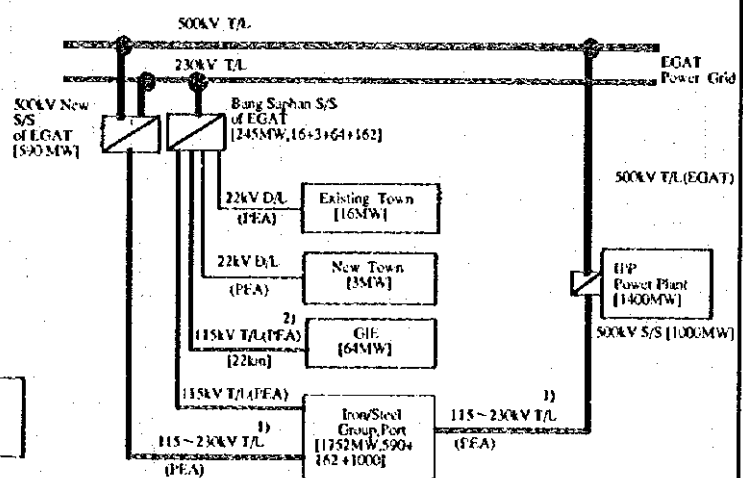 500kV T/L
230kV T/L
EGAT
Power Grid
500kV New
S/S
of EGAT
[590 MW]
Bang Saphan S/S
of EGAT
[245MW,16+3+64+162]
500kV T/L(EGAT)
22kV D/L
(PEA)
Existing Town
[16MW]
22kV D/L
(PEA)
New Town
[3MW]
IPP
Power Plant
[1400MW]
500kV S/S [1000MW]
2)
115kV T/L(PEA)
[22km]
GIE
[64MW]
115kV T/L(PEA)
1)
115~230kV T/L
(PEA)
Iron/Steel
Group,Port
[1752MW,590+
162+1000]
1)
115~230kV T/L
(PEA)